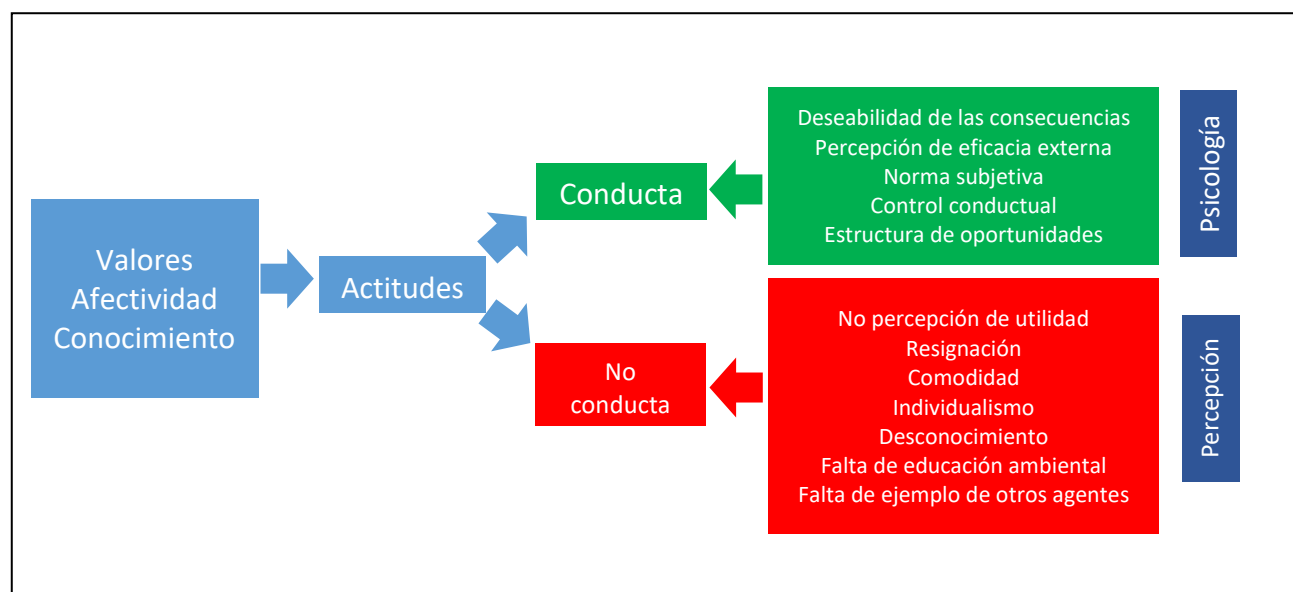 Valores
Afectividad
Conocimiento
Actitudes
Conducta
No
conducta
Deseabilidad de las consecuencias
Percepción de eficacia externa
Norma subjetiva
Control conductual
Estructura de oportunidades
Psicología
No percepción de utilidad
Resignación
Comodidad
Individualismo
Desconocimiento
Falta de educación ambiental
Falta de ejemplo de otros agentes
Percepción